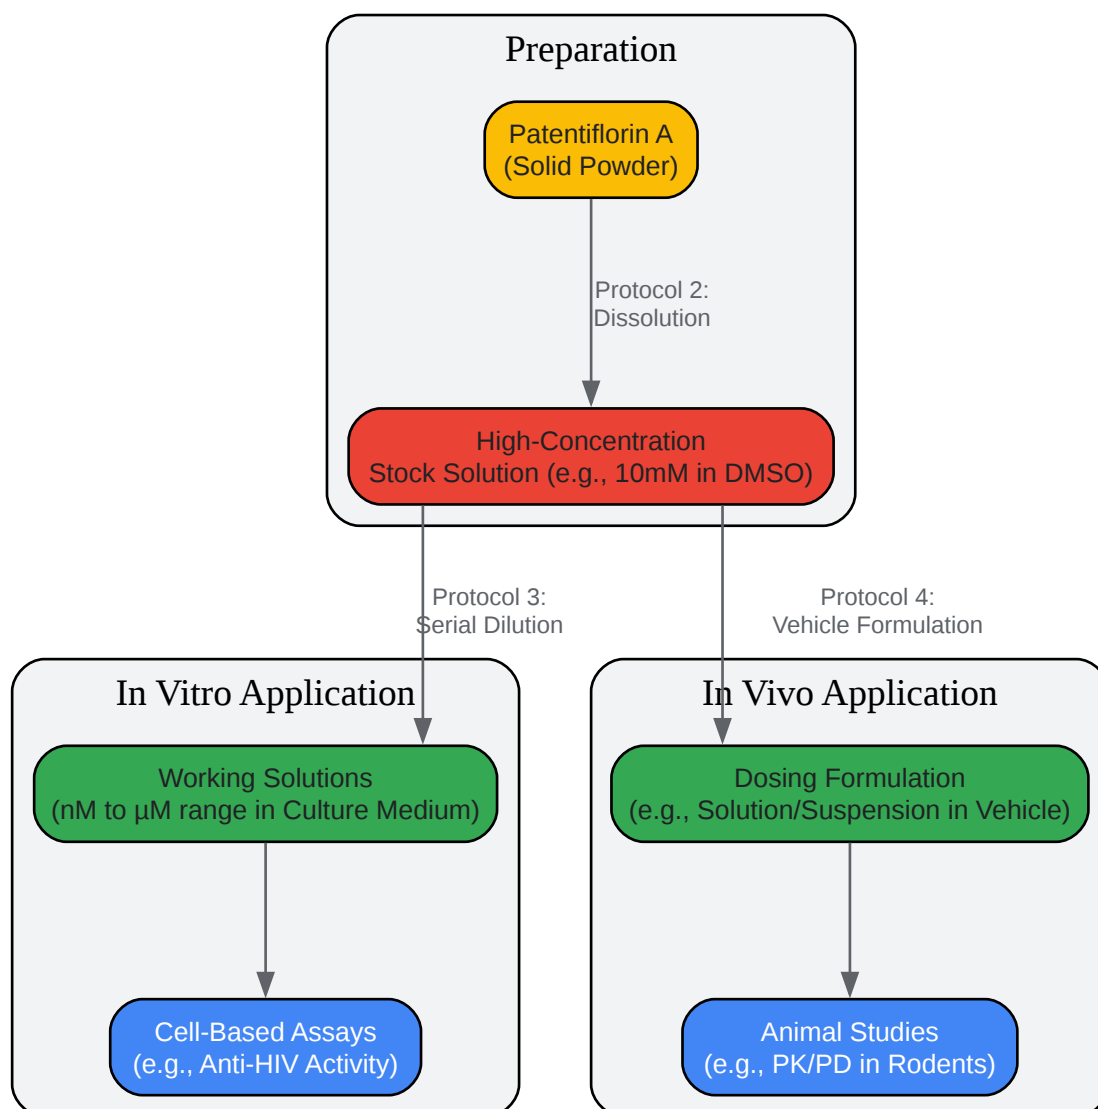 Preparation
Patentiflorin A
(Solid Powder)
Protocol 2:
Dissolution
High-Concentration
Stock Solution (e.g., 10mM in DMSO)
Protocol 3:
Serial Dilution
Protocol 4:
Vehicle Formulation
In Vitro Application
Working Solutions
(nM to µM range in Culture Medium)
Cell-Based Assays
(e.g., Anti-HIV Activity)
In Vivo Application
Dosing Formulation
(e.g., Solution/Suspension in Vehicle)
Animal Studies
(e.g., PK/PD in Rodents)